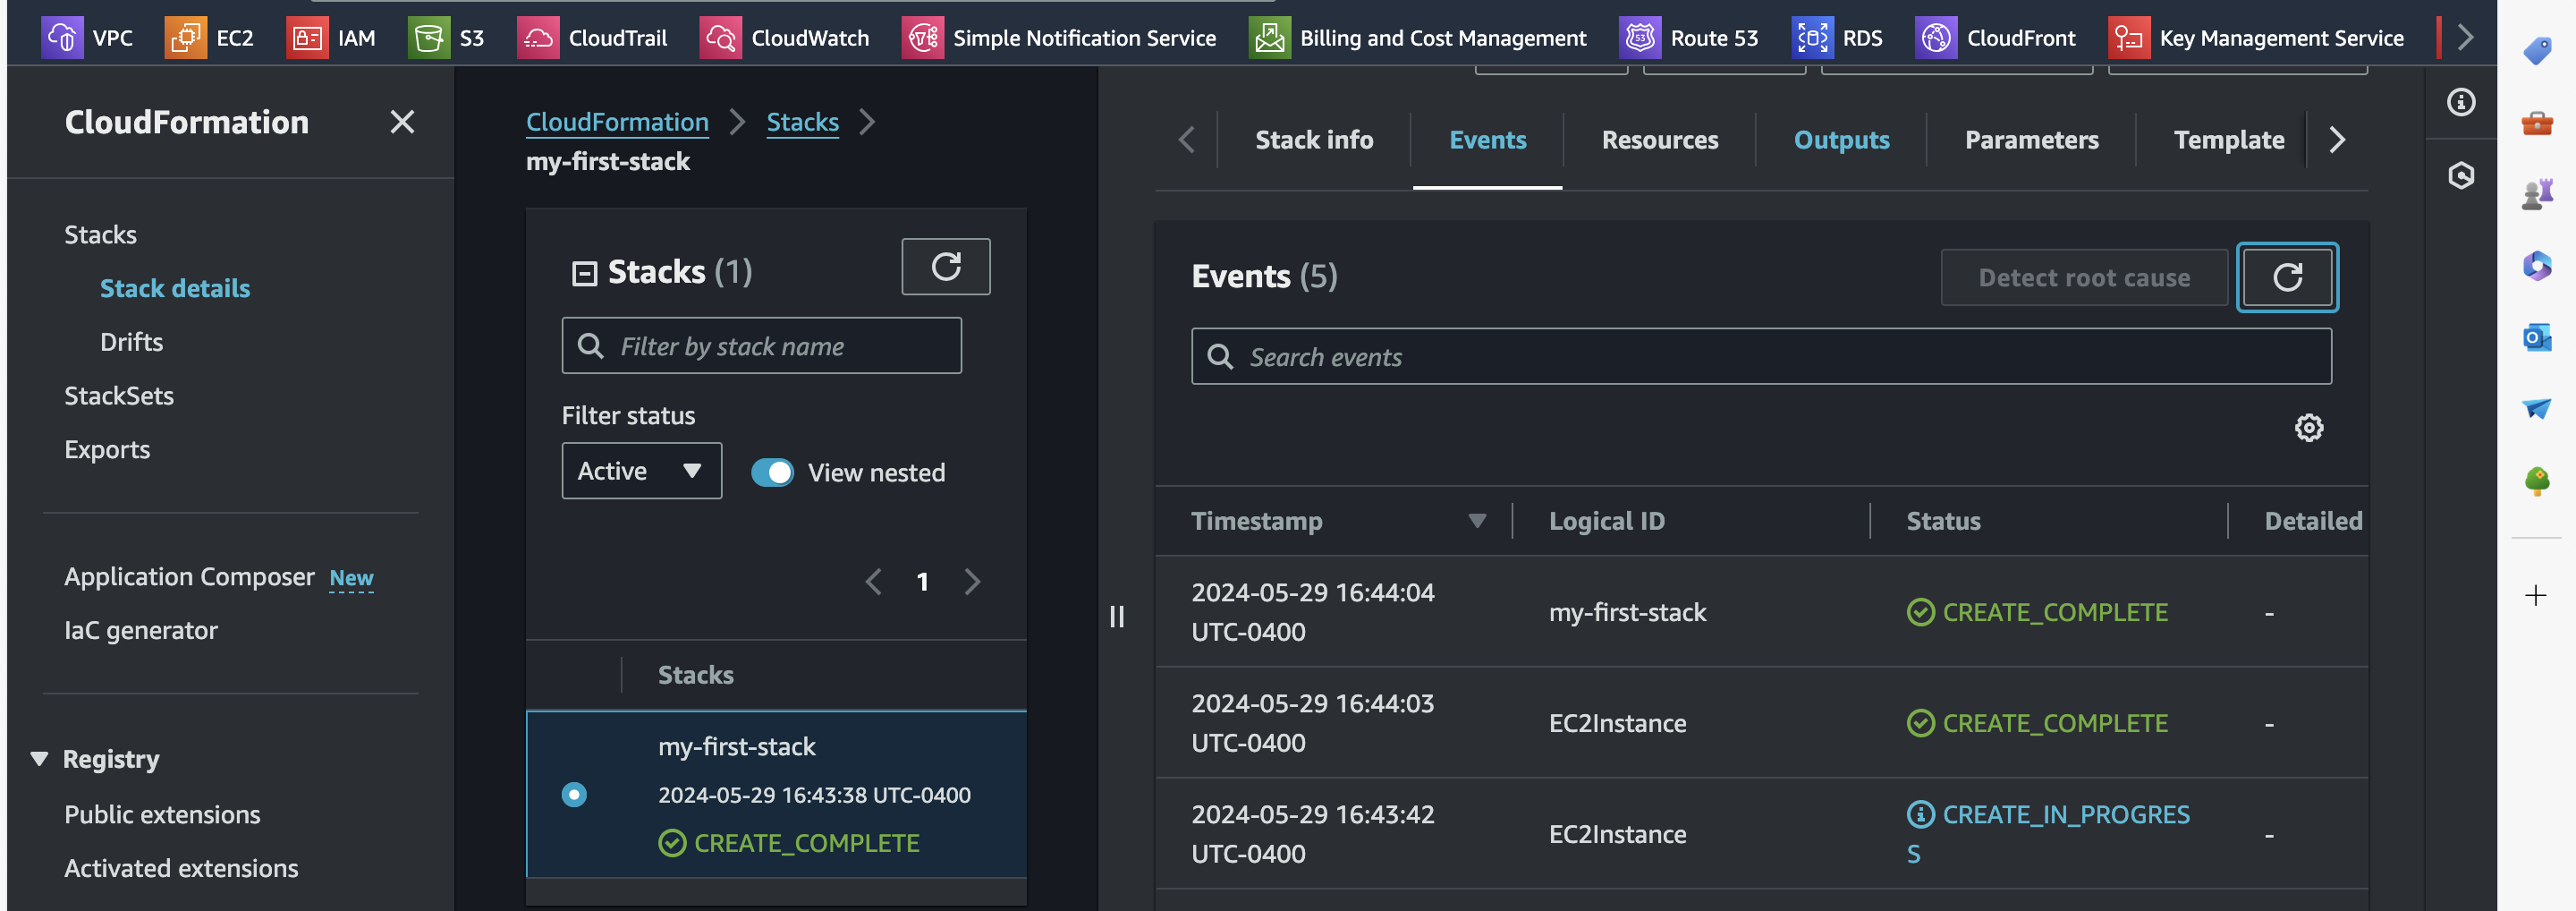 VPC EC2 IAM S3 CloudTrail CloudWatch Simple Notification Service Billing and Cost Management 53 Route 53 RDS CloudFront Key Management Service
CloudFormation
Stacks
Stack details
Drifts
StackSets
Exports
Application Composer New
IaC generator
Registry
Public extensions
Activated extensions
CloudFormation Stacks
my-first-stack
Stacks (1)
Filter by stack name
Filter status
Active View nested
1
Stacks
my-first-stack
2024-05-29 16:43:38 UTC-0400
CREATE_COMPLETE
Stack info Events Resources Outputs Parameters Template
Events (5) Detect root cause
Search events
Timestamp Logical ID Status Detailed
2024-05-29 16:44:04
UTC-0400
my-first-stack
CREATE_COMPLETE
-
2024-05-29 16:44:03
UTC-0400
EC2Instance
CREATE_COMPLETE
-
2024-05-29 16:43:42
UTC-0400
EC2Instance
CREATE_IN_PROGRES
S
-